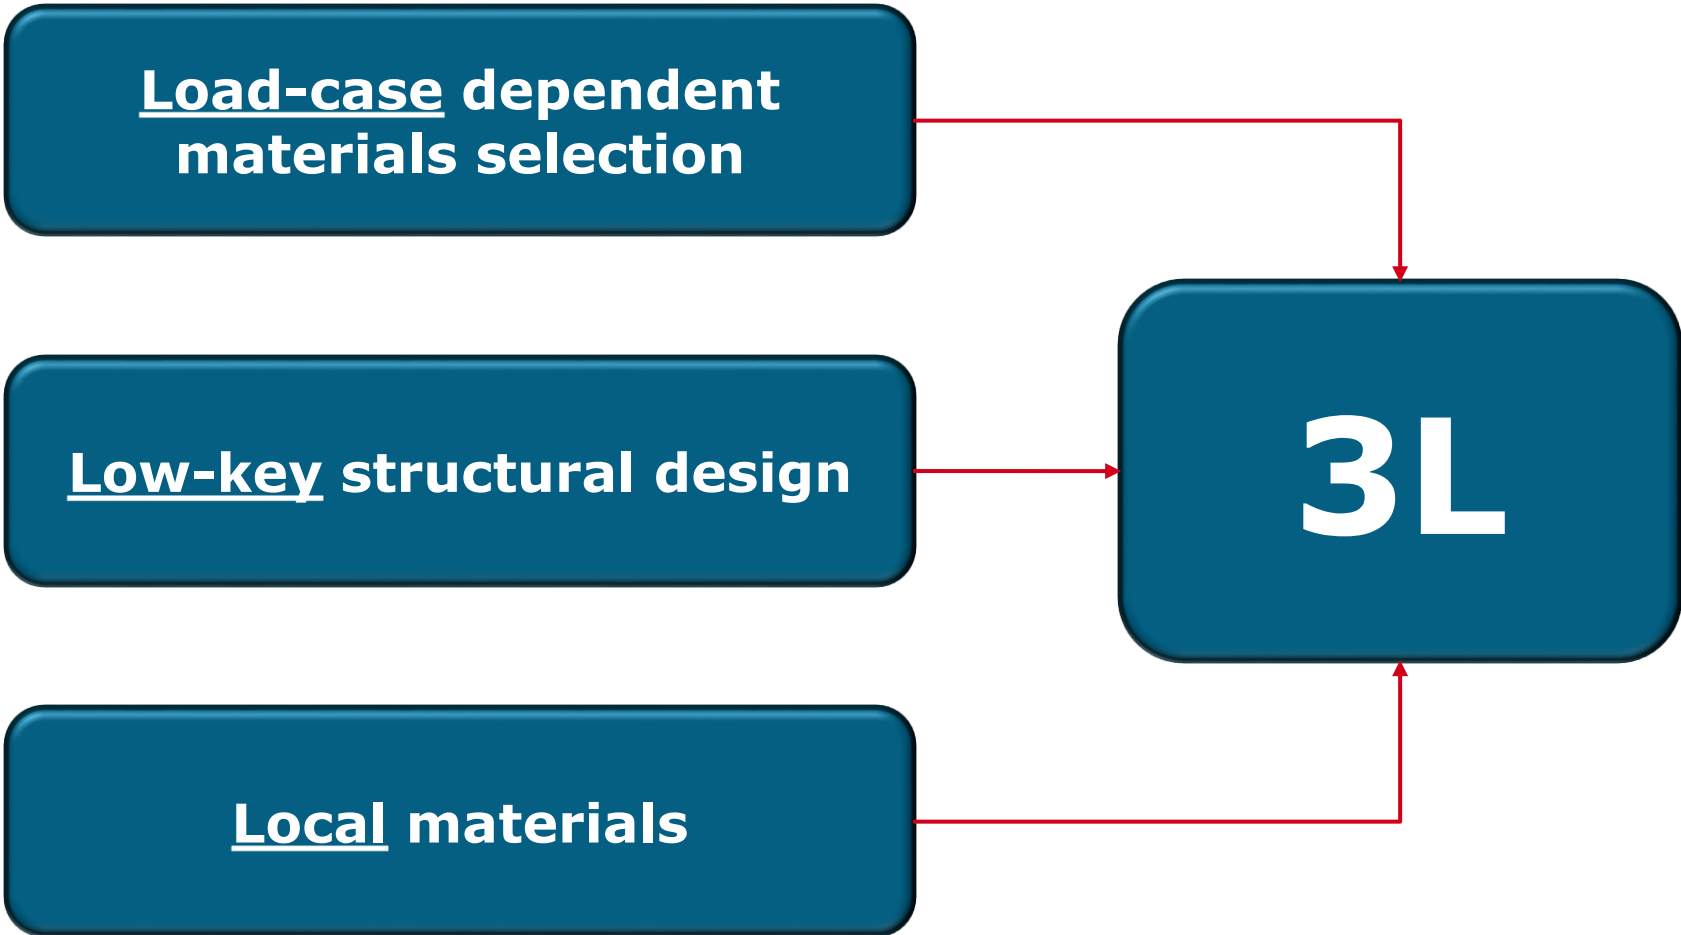 Load-case dependent
materials selection
Low-key structural design
3L
Local materials